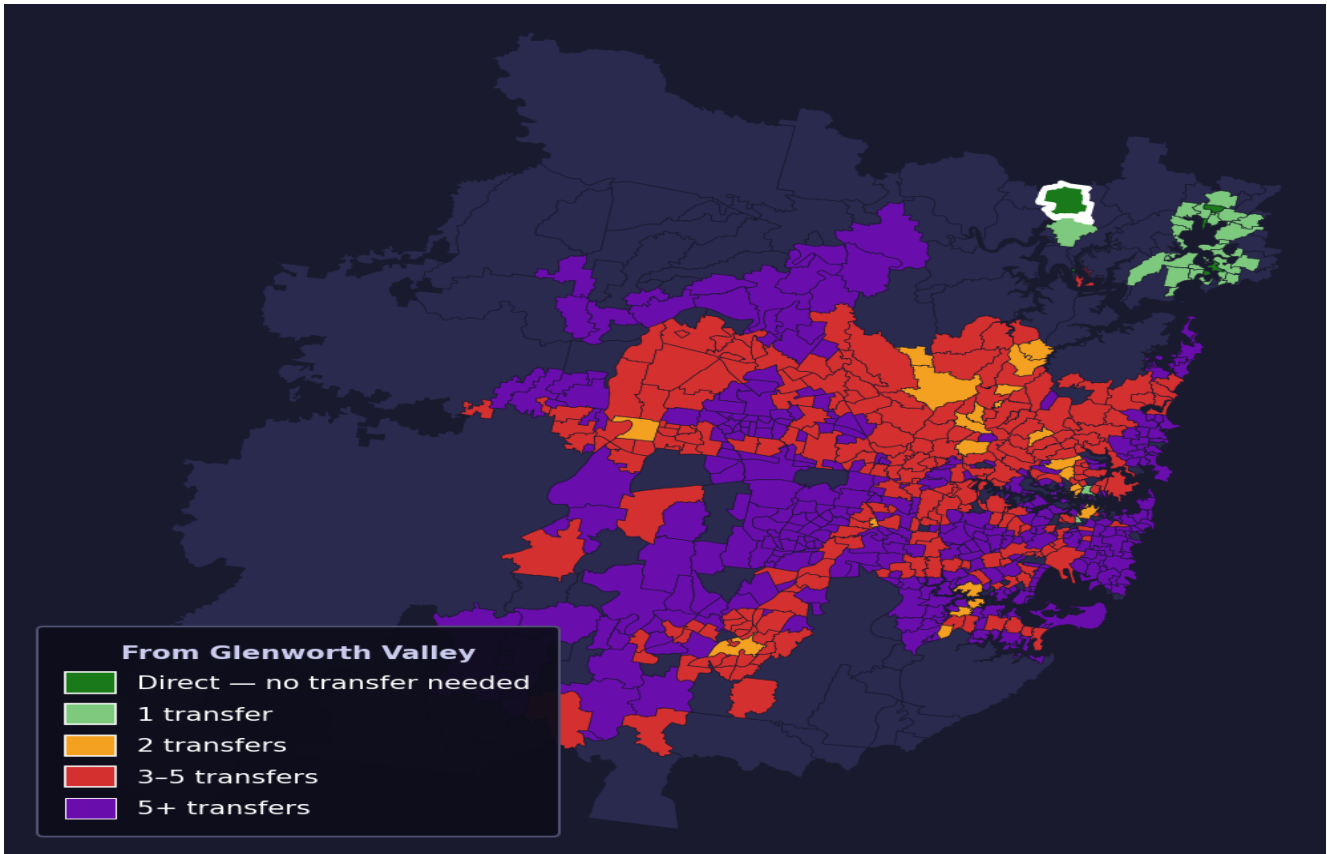 From Glenworth Valley
Direct — no transfer needed
1 transfer
2 transfers
3–5 transfers
5+ transfers